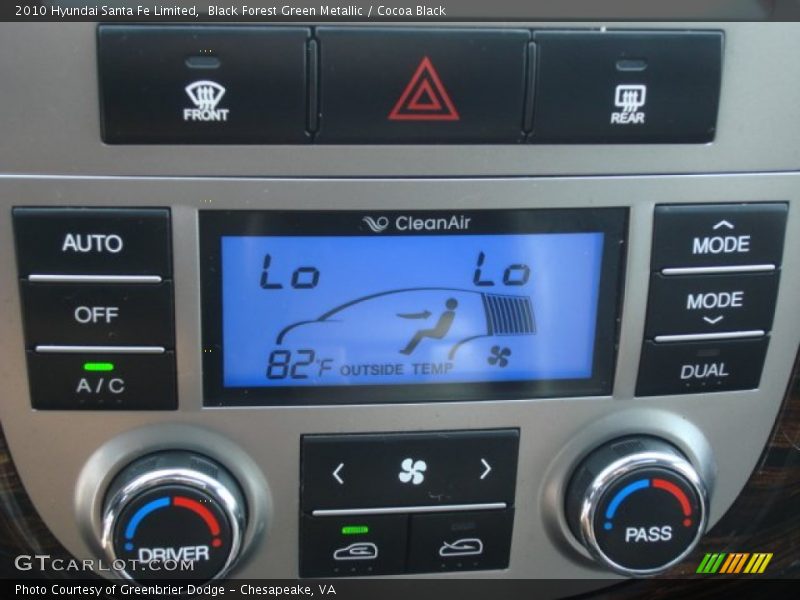 2010 Hyundai Santa Fe Limited,  Black Forest Green Metallic / Cocoa Black
FRONT
REAR
CleanAir
AUTO
MODE
Lo Lo
OFF
MODE
82°F OUTSIDE TEMP
A/C
DUAL
DRIVER
PASS
GTCARLOT.COM
Photo Courtesy of Greenbrier Dodge - Chesapeake, VA